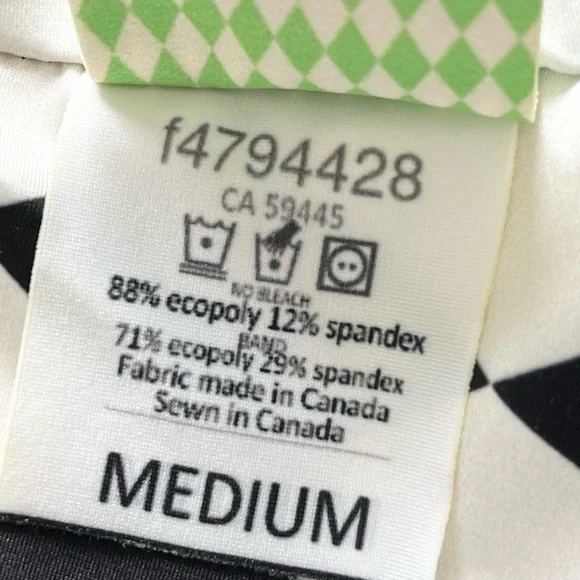 f4794428
CA 59445
NO BLEACH
88% ecopoly 12% spandex
BAND
71% ecopoly 29% spandex
Fabric made in Canada
Sewn in Canada
MEDIUM